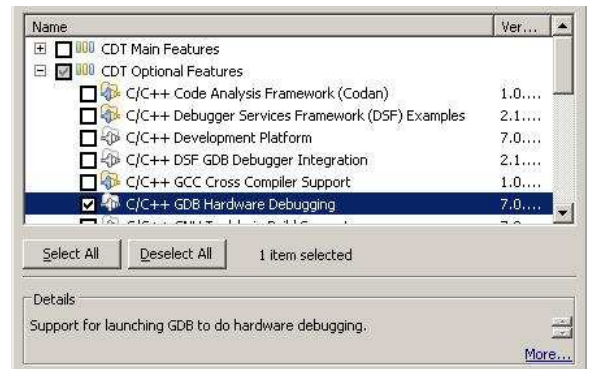 Name Ver...
CDT Main Features
CDT Optional Features
C/C++ Code Analysis Framework (Codan) 1.0....
C/C++ Debugger Services Framework (DSF) Examples 2.1....
C/C++ Development Platform 7.0....
C/C++ DSF GDB Debugger Integration 2.1....
C/C++ GCC Cross Compiler Support 1.0....
C/C++ GDB Hardware Debugging 7.0....
Select All Deselect All 1 item selected
Details
Support for launching GDB to do hardware debugging.
More...